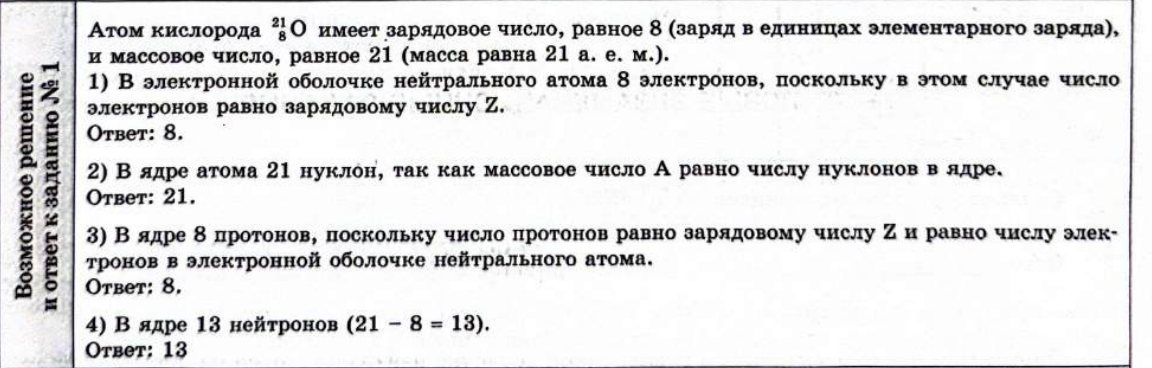 Возможное решение
и ответ к заданию № 1
Атом кислорода ²¹₈O имеет зарядовое число, равное 8 (заряд в единицах элементарного заряда),
и массовое число, равное 21 (масса равна 21 а. е. м.).
1) В электронной оболочке нейтрального атома 8 электронов, поскольку в этом случае число
электронов равно зарядовому числу Z.
Ответ: 8.
2) В ядре атома 21 нуклон, так как массовое число А равно числу нуклонов в ядре.
Ответ: 21.
3) В ядре 8 протонов, поскольку число протонов равно зарядовому числу Z и равно числу элек-
тронов в электронной оболочке нейтрального атома.
Ответ: 8.
4) В ядре 13 нейтронов (21 – 8 = 13).
Ответ: 13